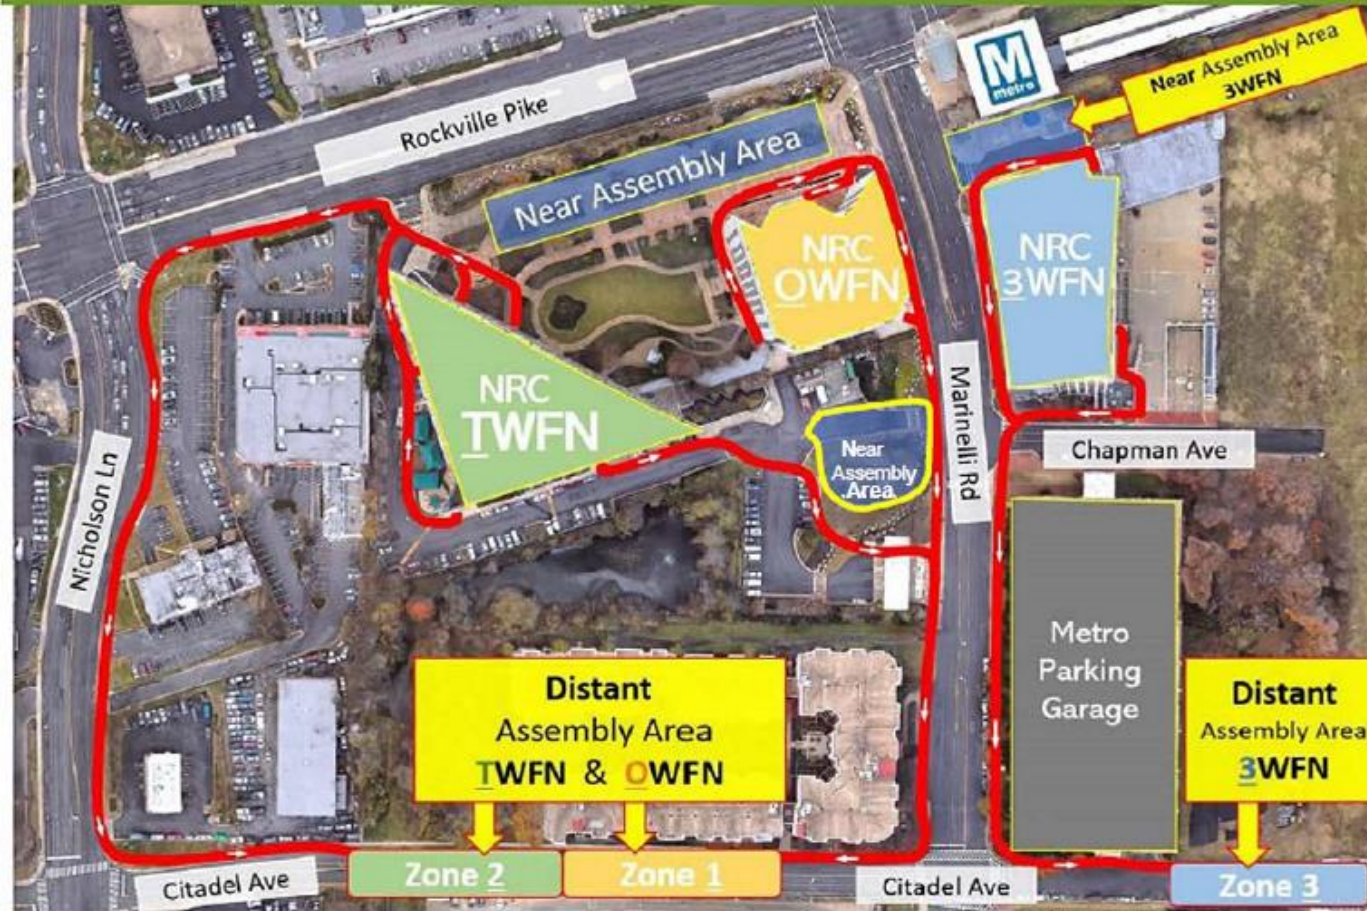 M
metro
Near Assembly Area
3WFN
Rockville Pike
Near Assembly Area
NRC
OWFN
NRC
3WFN
NRC
TWFN
Near
Assembly
Area
Marinelli Rd
Chapman Ave
Nicholson Ln
Metro
Parking
Garage
Distant
Assembly Area
TWFN & OWFN
Distant
Assembly Area
3WFN
Zone 2
Zone 1
Citadel Ave
Citadel Ave
Zone 3